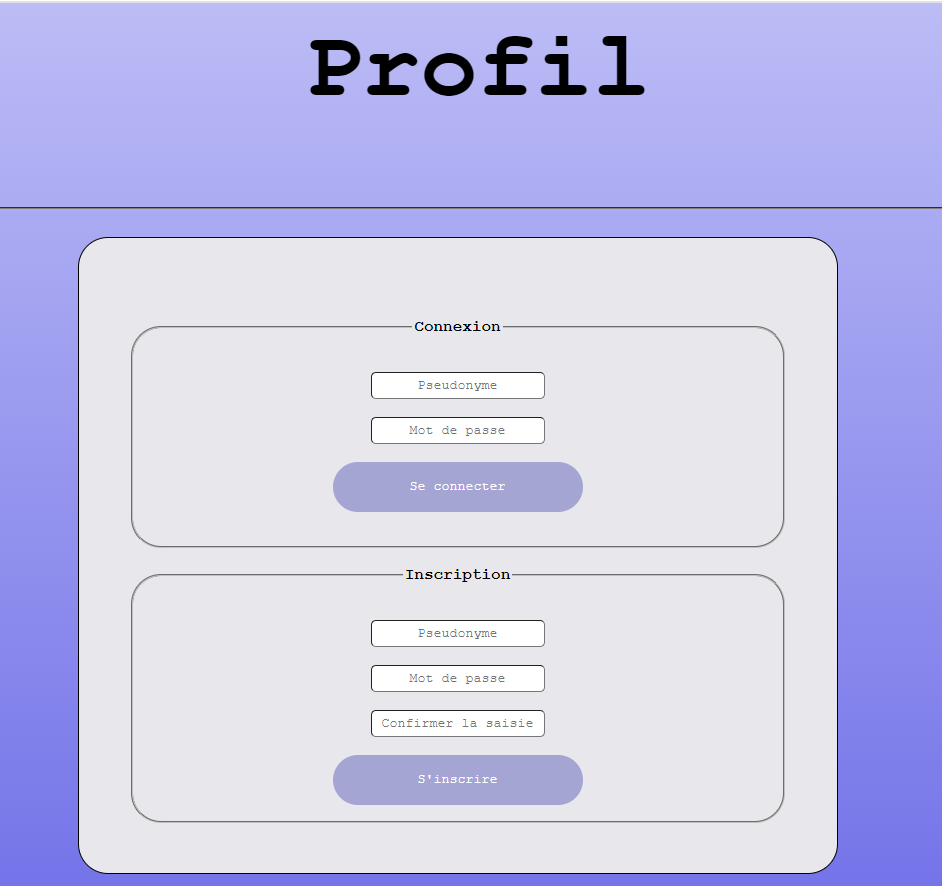 Profil
Connexion
Pseudonyme
Mot de passe
Se connecter
Inscription
Pseudonyme
Mot de passe
Confirmer la saisie
S'inscrire